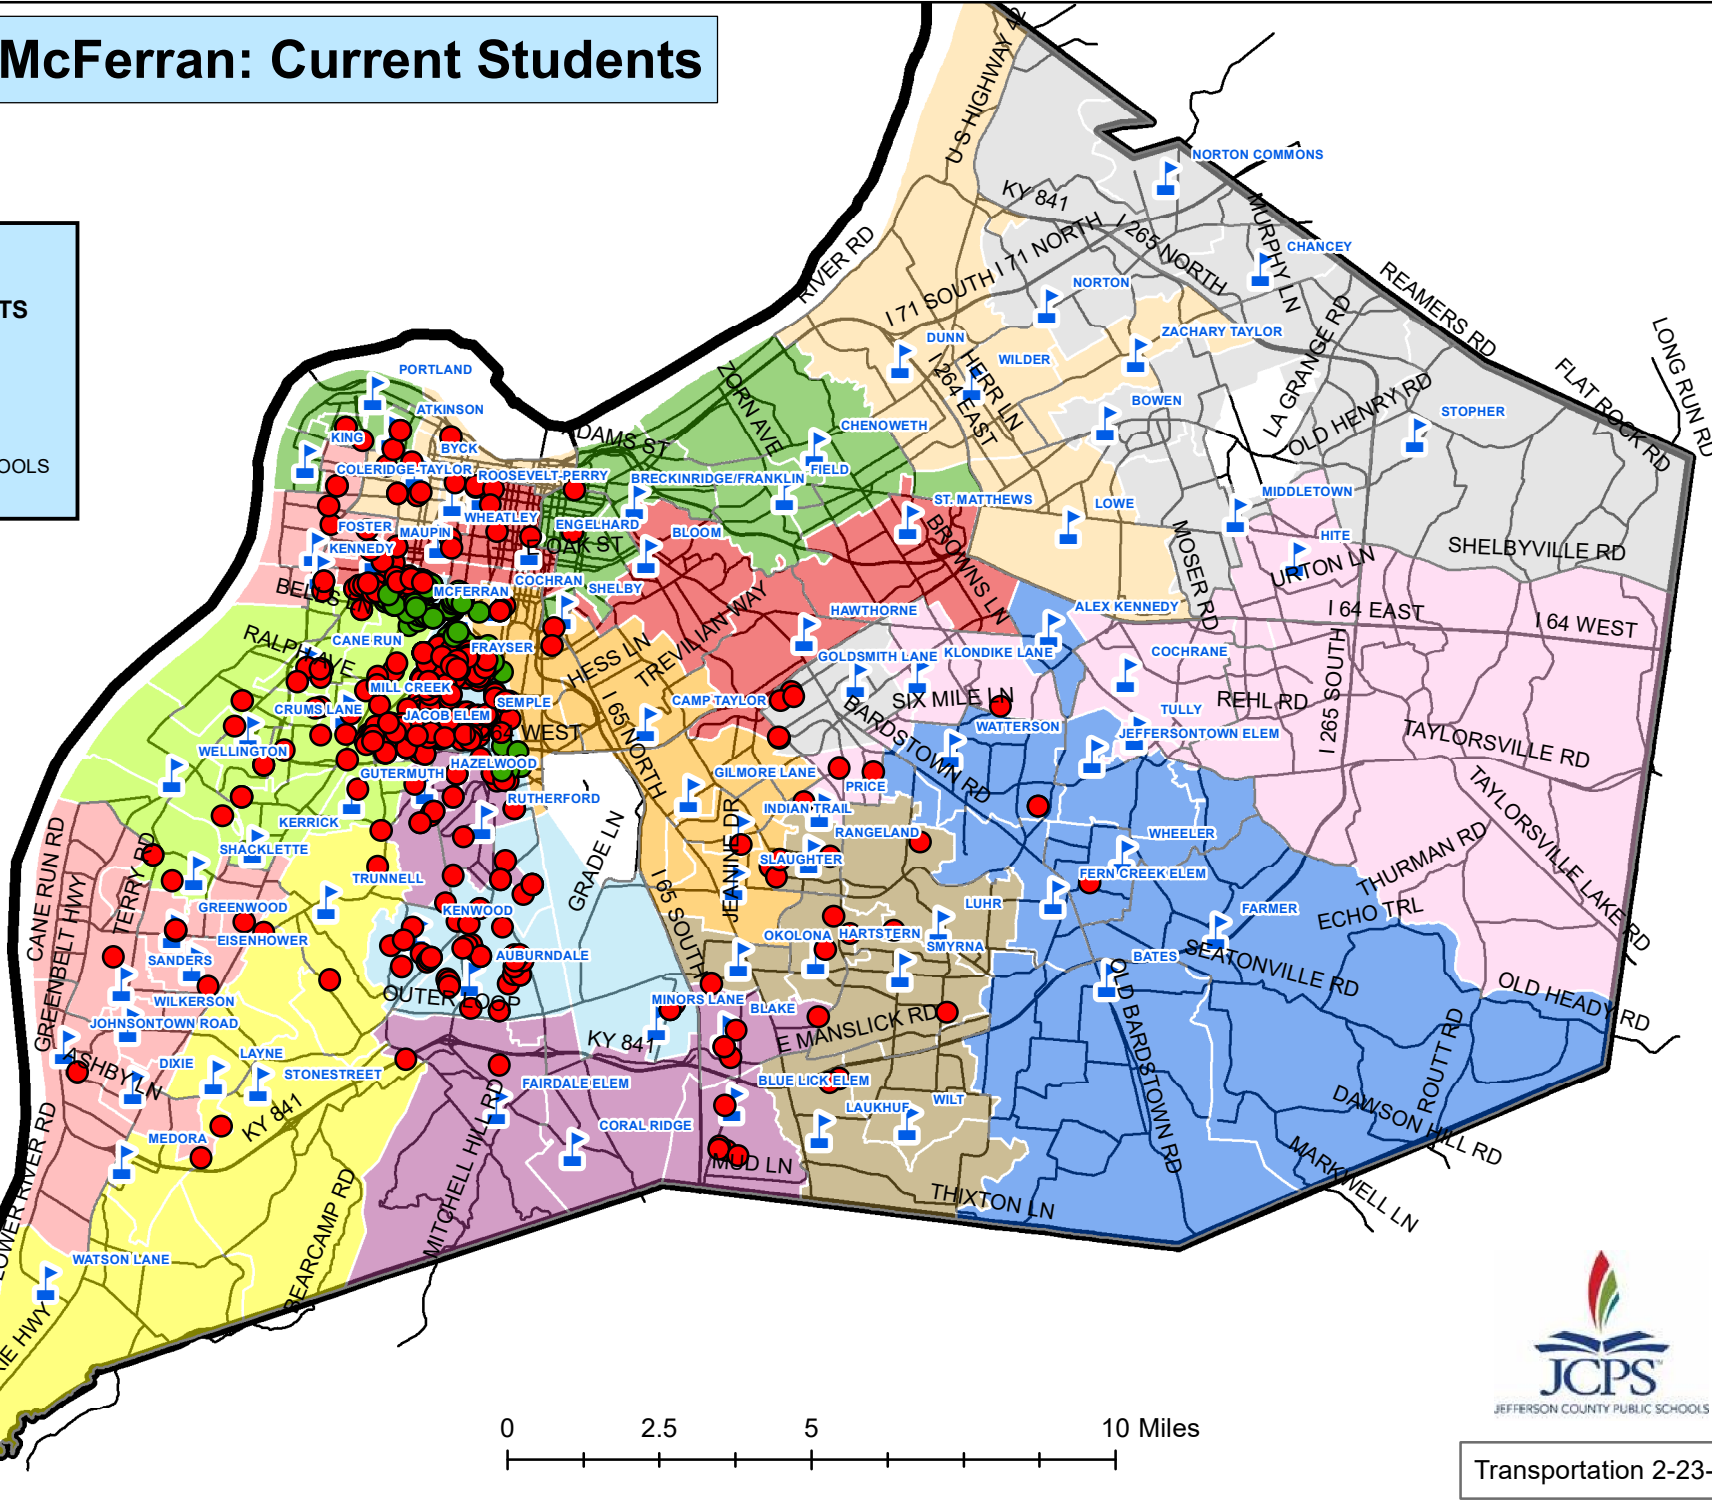 McFerran: Current Students
TS
OOLS
U S HIGHWAY 42
NORTON COMMONS
KY 841
MURPHY LN
I 265 NORTH
I 71 NORTH
CHANCEY
RIVER RD
REAMERS RD
NORTON
I 71 SOUTH
LA GRANGE RD
LONG RUN RD
ZACHARY TAYLOR
DUNN
WILDER
HERR LN
I 264 EAST
FLAT ROCK RD
PORTLAND
ZORN AVE
OLD HENRY RD
BOWEN
STOPHER
ATKINSON
CHENOWETH
KING
DAMS ST
BYCK
COLERIDGE-TAYLOR
ROOSEVELT-PERRY
BRECKINRIDGE/FRANKLIN
FIELD
MIDDLETOWN
ST. MATTHEWS
LOWE
WHEATLEY
ENGELHARD
FOSTER
MAUPIN
BLOOM
HITE
KENNEDY
E OAK ST
BROWNS LN
MOSER RD
URTON LN
SHELBYVILLE RD
COCHRAN
SHELBY
BELLS LN
MCFERRAN
TREVILIAN WAY
HAWTHORNE
ALEX KENNEDY
I 64 EAST
I 64 WEST
RALPH AVE
CANE RUN
FRAYSER
HESS LN
GOLDSMITH LANE
KLONDIKE LANE
COCHRANE
MILL CREEK
SEMPLE
CAMP TAYLOR
SIX MILE LN
REHL RD
I 265 SOUTH
CRUMS LANE
JACOB ELEM
I 65 NORTH
BARDSTOWN RD
TULLY
WATTERSON
JEFFERSONTOWN ELEM
TAYLORSVILLE RD
WELLINGTON
64 WEST
HAZELWOOD
GUTERMUTH
GILMORE LANE
PRICE
RUTHERFORD
INDIAN TRAIL
TAYLORSVILLE LAKE RD
KERRICK
RANGELAND
WHEELER
CANE RUN RD
TERRY RD
SHACKLETTE
GRADE LN
JEANINE DR
SLAUGHTER
THURMAN RD
TRUNNELL
FERN CREEK ELEM
GREENBELT HWY
GREENWOOD
KENWOOD
I 65 SOUTH
LUHR
FARMER
ECHO TRL
EISENHOWER
OKOLONA
HARTSTERN
SMYRNA
SANDERS
AUBURNDALE
BATES
SEATONVILLE RD
WILKERSON
OUTER LOOP
MINORS LANE
BLAKE
OLD HEADY RD
JOHNSONTOWN ROAD
KY 841
E MANSLICK RD
ASHBY LN
DIXIE
LAYNE
STONESTREET
FAIRDALE ELEM
BLUE LICK ELEM
OLD BARDSTOWN RD
ROUTT RD
KY 841
LAUKHUF
WILT
DAWSON HILL RD
MEDORA
CORAL RIDGE
MUD LN
MARKWELL LN
LOWER RIVER RD
MITCHELL HILL RD
BEARCAMP RD
THIXTON LN
WATSON LANE
IE HWY
0 2.5 5 10 Miles
JCPS
JEFFERSON COUNTY PUBLIC SCHOOLS
Transportation 2-23-